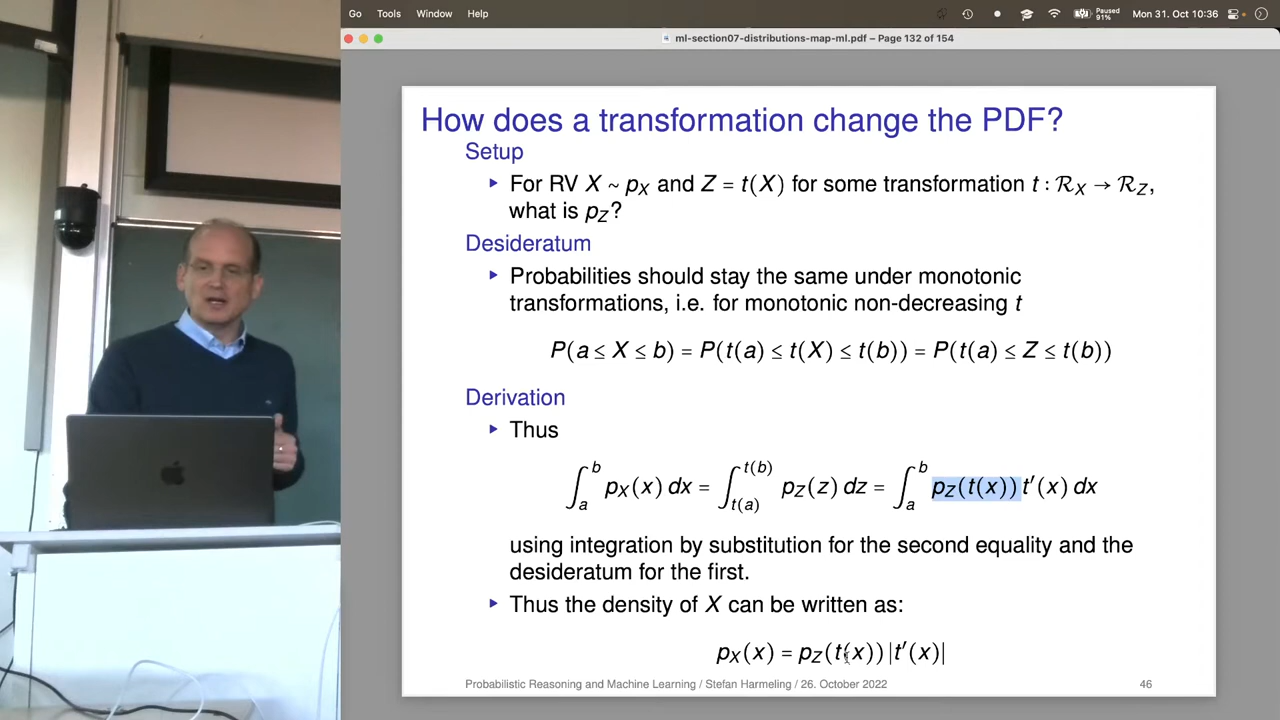 Go Tools Window Help Paused 91% Mon 31. Oct 10:36
ml-section07-distributions-map-ml.pdf – Page 132 of 154
How does a transformation change the PDF?
Setup
‣ For RV X ~ p_X and Z = t(X) for some transformation t : ℛ_X → ℛ_Z,
what is p_Z?
Desideratum
‣ Probabilities should stay the same under monotonic
transformations, i.e. for monotonic non-decreasing t
P(a ≤ X ≤ b) = P(t(a) ≤ t(X) ≤ t(b)) = P(t(a) ≤ Z ≤ t(b))
Derivation
‣ Thus
∫_a^b p_X(x) dx = ∫_{t(a)}^{t(b)} p_Z(z) dz = ∫_a^b p_Z(t(x)) t′(x) dx
using integration by substitution for the second equality and the
desideratum for the first.
‣ Thus the density of X can be written as:
p_X(x) = p_Z(t(x)) |t′(x)|
Probabilistic Reasoning and Machine Learning / Stefan Harmeling / 26. October 2022 46